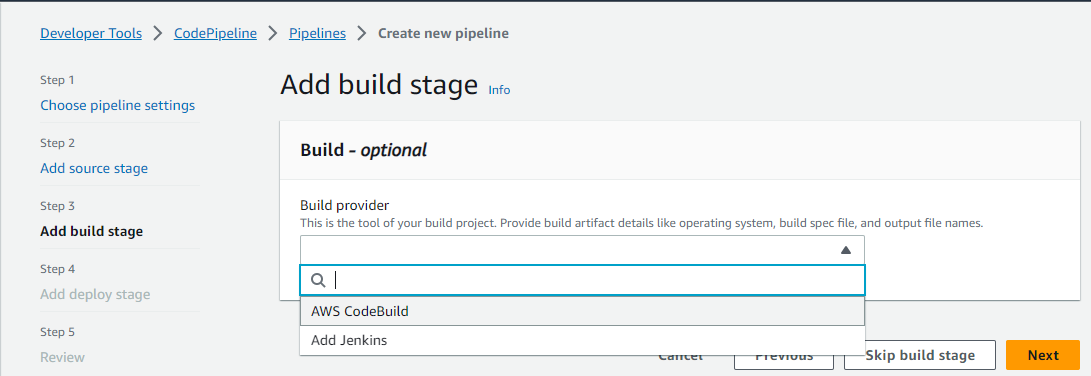 Developer Tools > CodePipeline > Pipelines > Create new pipeline
Step 1
Choose pipeline settings
Step 2
Add source stage
Step 3
Add build stage
Step 4
Add deploy stage
Step 5
Review
Add build stage Info
Build - optional
Build provider
This is the tool of your build project. Provide build artifact details like operating system, build spec file, and output file names.
AWS CodeBuild
Add Jenkins
Cancel Previous Skip build stage Next